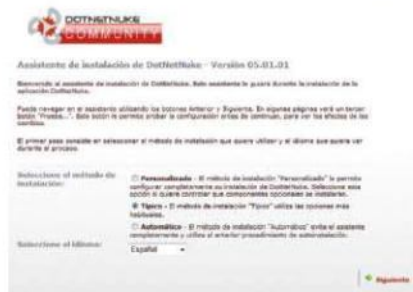 DOTNETNUKE
COMMUNITY
Asistente de instalación de DotNetNuke - Versión 05.01.01
Bienvenido al asistente de instalación de DotNetNuke. Este asistente le guiará durante la instalación de la
aplicación DotNetNuke.
Puede navegar en el asistente utilizando los botones Anterior y Siguiente. En algunas páginas verá un tercer
botón "Prueba...". Este botón le permite probar la configuración antes de continuar, para ver los efectos de los
cambios.
El primer paso consiste en seleccionar el método de instalación que quiere utilizar y el idioma que quiere ver
durante el proceso.
Seleccione el método de
instalación:
Personalizado - El método de instalación "Personalizado" le permite
configurar completamente su instalación de DotNetNuke. Seleccione esta
opción si quiere controlar que componentes opcionales se instalarán.
Típico - El método de instalación "Típico" utiliza las opciones más
habituales.
Automático - El método de instalación "Automático" evita el asistente
completamente y utiliza el anterior procedimiento de autoinstalación.
Seleccione el idioma:
Español
Siguiente